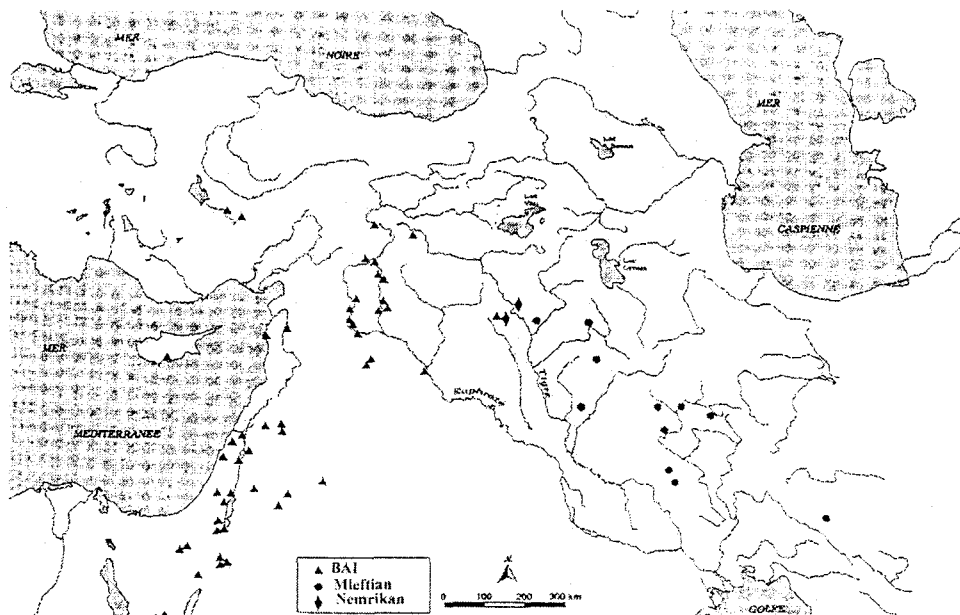 MER
NOIRE
MER
CASPIENNE
MER
MEDITERRANEE
Euphrate
Tigre
BAI
Mleftian
Nemrikan
N
0 100 200 300 km
GOLFE